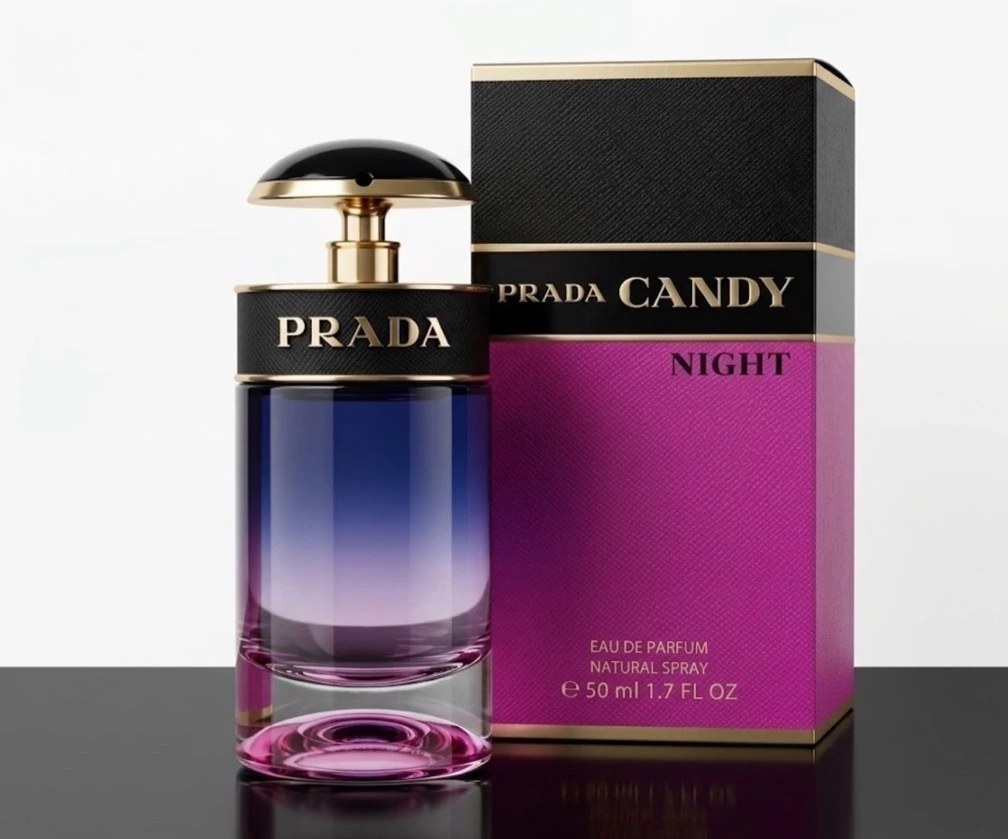 PRADA
PRADA CANDY
NIGHT
EAU DE PARFUM
NATURAL SPRAY
℮ 50 ml 1.7 FL OZ